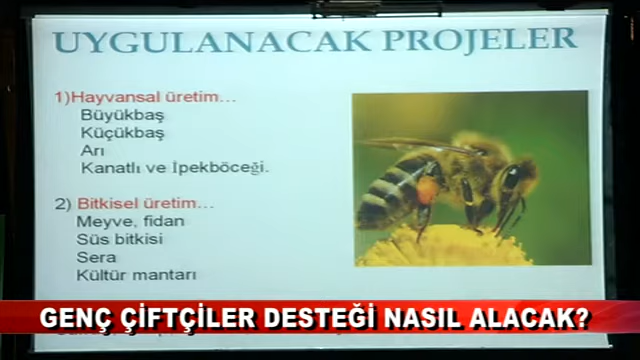 UYGULANACAK PROJELER
1)Hayvansal üretim...
Büyükbaş
Küçükbaş
Arı
Kanatlı ve İpekböceği.
2) Bitkisel üretim...
Meyve, fidan
Süs bitkisi
Sera
Kültür mantarı
GENÇ ÇİFTÇİLER DESTEĞİ NASIL ALACAK?